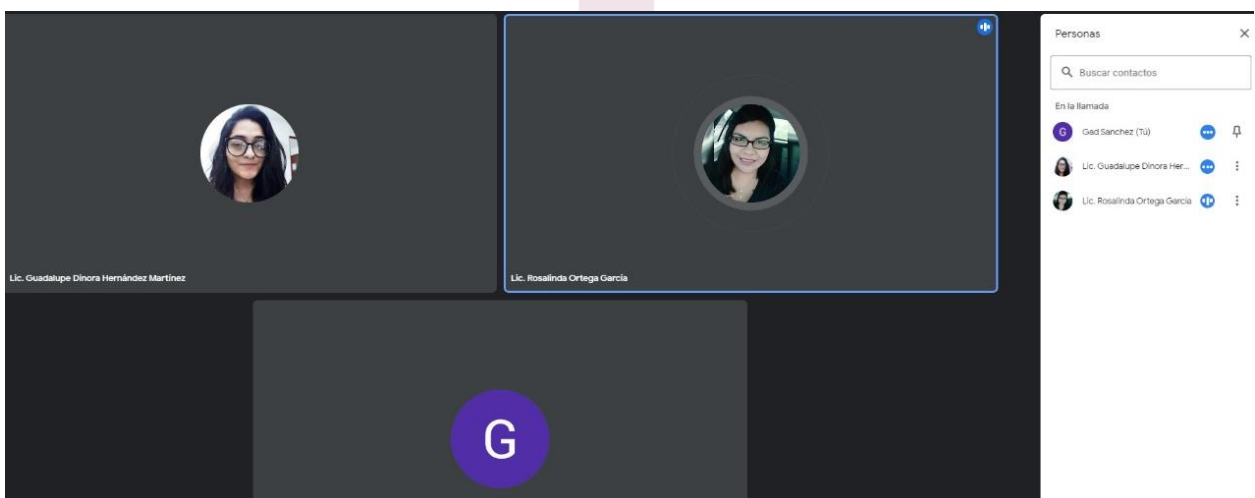 Lic. Guadalupe Dinora Hernández Martínez
Lic. Rosalinda Ortega García
G
Personas
Buscar contactos
En la llamada
G
Gad Sanchez (Tú)
Lic. Guadalupe Dinora Her...
Lic. Rosalinda Ortega García